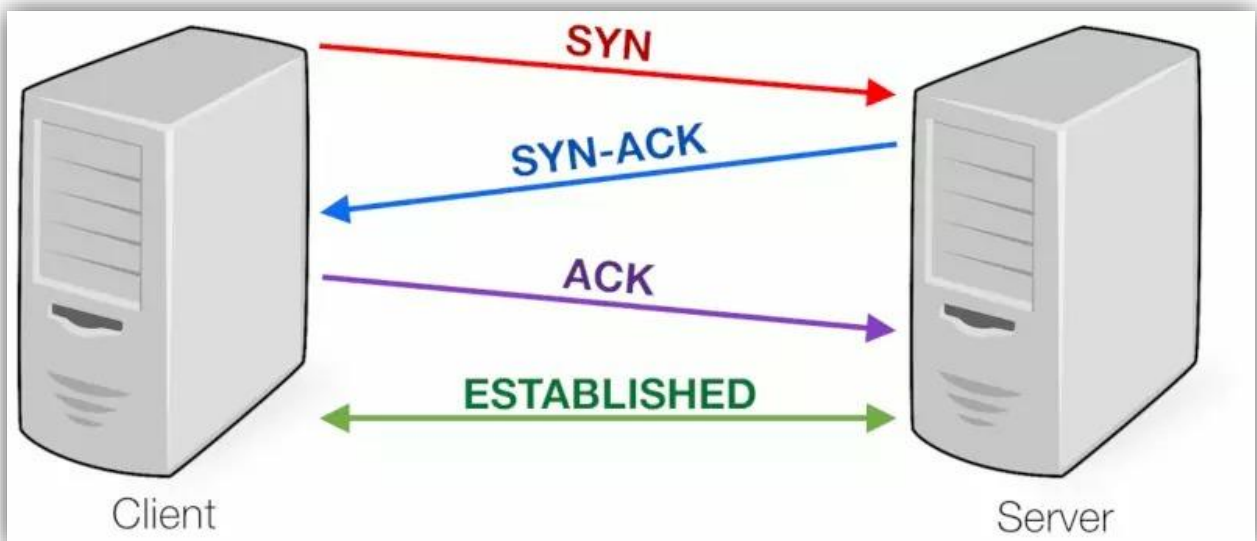 SYN
SYN-ACK
ACK
ESTABLISHED
Client
Server